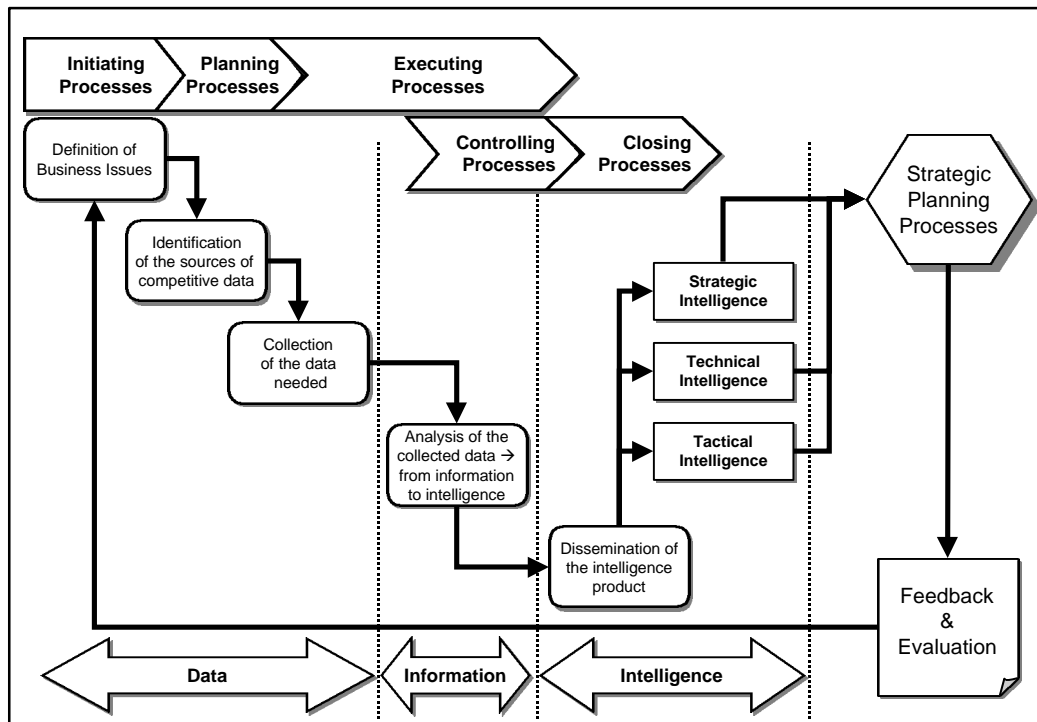 Initiating
Processes
Planning
Processes
Executing
Processes
Controlling
Processes
Closing
Processes
Definition of
Business Issues
Strategic
Planning
Processes
Identification
of the sources of
competitive data
Strategic
Intelligence
Collection
of the data
needed
Technical
Intelligence
Analysis of the
collected data →
from information
to intelligence
Tactical
Intelligence
Dissemination of
the intelligence
product
Feedback
&
Evaluation
Data
Information
Intelligence